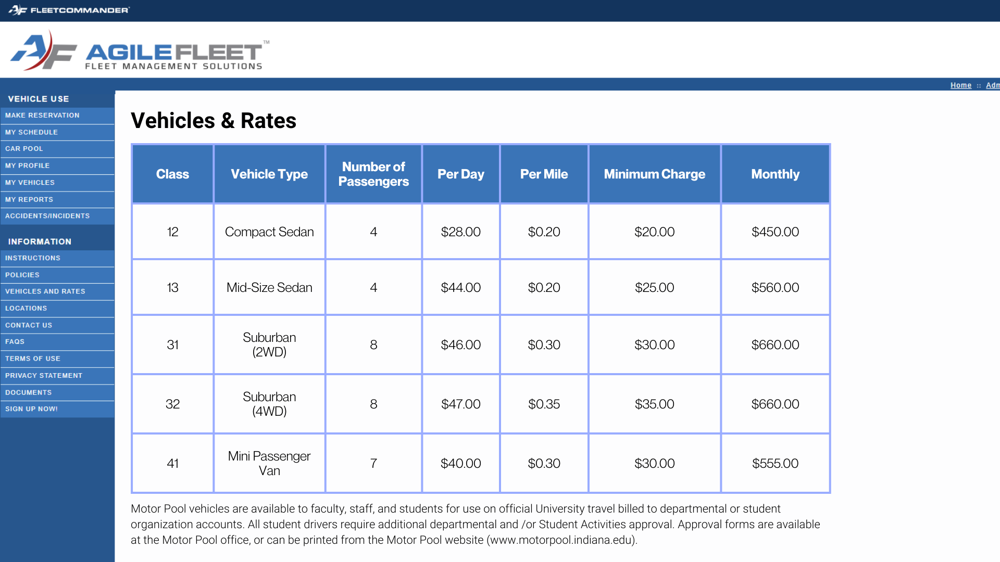 AF FLEETCOMMANDER®
AF AGILEFLEET™
FLEET MANAGEMENT SOLUTIONS
Home :: Adm
VEHICLE USE
MAKE RESERVATION
MY SCHEDULE
CAR POOL
MY PROFILE
MY VEHICLES
MY REPORTS
ACCIDENTS/INCIDENTS
INFORMATION
INSTRUCTIONS
POLICIES
VEHICLES AND RATES
LOCATIONS
CONTACT US
FAQS
TERMS OF USE
PRIVACY STATEMENT
DOCUMENTS
SIGN UP NOW!
Vehicles & Rates
Class Vehicle Type Number of Passengers Per Day Per Mile Minimum Charge Monthly
12 Compact Sedan 4 $28.00 $0.20 $20.00 $450.00
13 Mid-Size Sedan 4 $44.00 $0.20 $25.00 $560.00
31 Suburban (2WD) 8 $46.00 $0.30 $30.00 $660.00
32 Suburban (4WD) 8 $47.00 $0.35 $35.00 $660.00
41 Mini Passenger Van 7 $40.00 $0.30 $30.00 $555.00
Motor Pool vehicles are available to faculty, staff, and students for use on official University travel billed to departmental or student
organization accounts. All student drivers require additional departmental and /or Student Activities approval. Approval forms are available
at the Motor Pool office, or can be printed from the Motor Pool website (www.motorpool.indiana.edu).